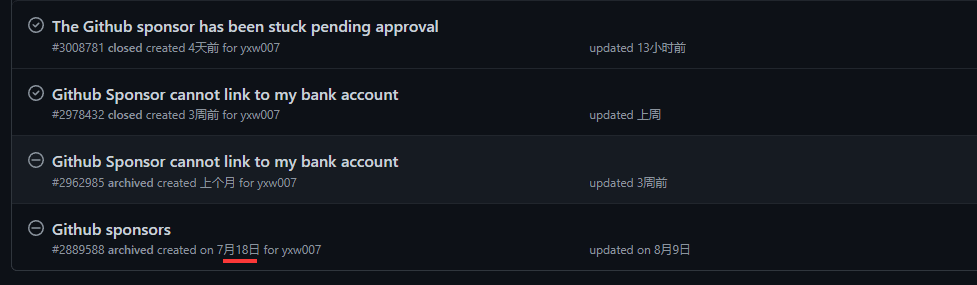 The Github sponsor has been stuck pending approval
#3008781 closed created 4天前 for yxw007 updated 13小时前
Github Sponsor cannot link to my bank account
#2978432 closed created 3周前 for yxw007 updated 上周
Github Sponsor cannot link to my bank account
#2962985 archived created 上个月 for yxw007 updated 3周前
Github sponsors
#2889588 archived created on 7月18日 for yxw007 updated on 8月9日